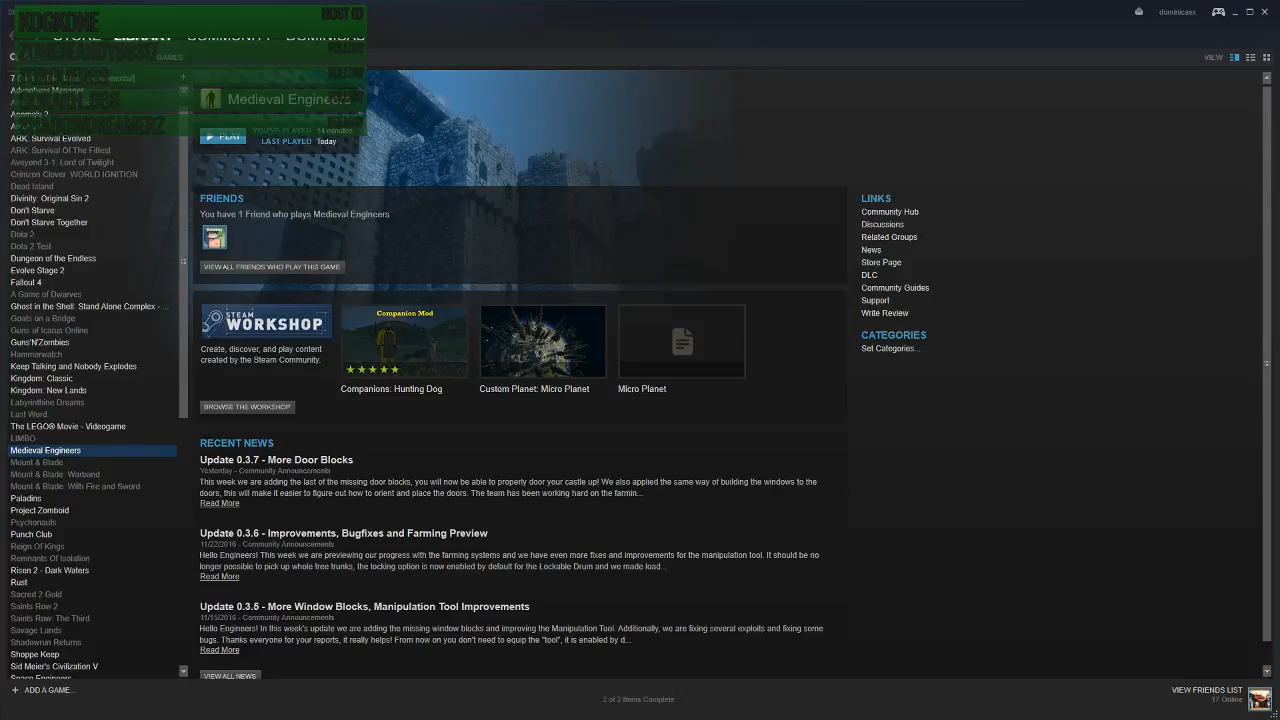 KDGKDNE
HOST (0
dominicasx
STORE LIBRARY COMMUNITY DOMINICAS
FOLLOW
GAMES
VIEW
Medieval Engineers
PLAY
YOU'VE PLAYED 14 minutes
LAST PLAYED Today
Adventurer Manager
ARK: Survival Evolved
ARK: Survival Of The Fittest
Aveyond 3-1: Lord of Twilight
Crimzon Clover WORLD IGNITION
Dead Island
Divinity: Original Sin 2
Don't Starve
Don't Starve Together
Dota 2
Dota 2 Test
Dungeon of the Endless
Evolve Stage 2
Fallout 4
A Game of Dwarves
Ghost in the Shell: Stand Alone Complex - ...
Goats on a Bridge
Guns of Icarus Online
Guns'N'Zombies
Hammerwatch
Keep Talking and Nobody Explodes
Kingdom: Classic
Kingdom: New Lands
Labyrinthine Dreams
Last Word
The LEGO® Movie - Videogame
LIMBO
Medieval Engineers
Mount & Blade
Mount & Blade: Warband
Mount & Blade: With Fire and Sword
Paladins
Project Zomboid
Psychonauts
Punch Club
Reign Of Kings
Remnants Of Isolation
Risen 2 - Dark Waters
Rust
Sacred 2 Gold
Saints Row 2
Saints Row: The Third
Savage Lands
Shadowrun Returns
Shoppe Keep
Sid Meier's Civilization V
Space Engineers
+ ADD A GAME...
FRIENDS
You have 1 Friend who plays Medieval Engineers
VIEW ALL FRIENDS WHO PLAY THIS GAME
STEAM WORKSHOP
Create, discover, and play content
created by the Steam Community.
BROWSE THE WORKSHOP
Companion Mod
Companions: Hunting Dog
Custom Planet: Micro Planet
Micro Planet
RECENT NEWS
Update 0.3.7 - More Door Blocks
Yesterday - Community Announcements
This week we are adding the last of the missing door blocks, you will now be able to properly door your castle up! We also applied the same way of building the windows to the
doors, this will make it easier to figure out how to orient and place the doors. The team has been working hard on the farmin...
Read More
Update 0.3.6 - Improvements, Bugfixes and Farming Preview
11/22/2016 - Community Announcements
Hello Engineers! This week we are previewing our progress with the farming systems and we have even more fixes and improvements for the manipulation tool. It should be no
longer possible to pick up whole tree trunks, the locking option is now enabled by default for the Lockable Drum and we made load...
Read More
Update 0.3.5 - More Window Blocks, Manipulation Tool Improvements
11/15/2016 - Community Announcements
Hello Engineers! In this week's update we are adding the missing window blocks and improving the Manipulation Tool. Additionally, we are fixing several exploits and fixing some
bugs. Thanks everyone for your reports, it really helps! From now on you don't need to equip the "tool", it is enabled by d...
Read More
VIEW ALL NEWS
LINKS
Community Hub
Discussions
Related Groups
News
Store Page
DLC
Community Guides
Support
Write Review
CATEGORIES
Set Categories...
2 of 2 Items Complete
VIEW FRIENDS LIST
17 Online